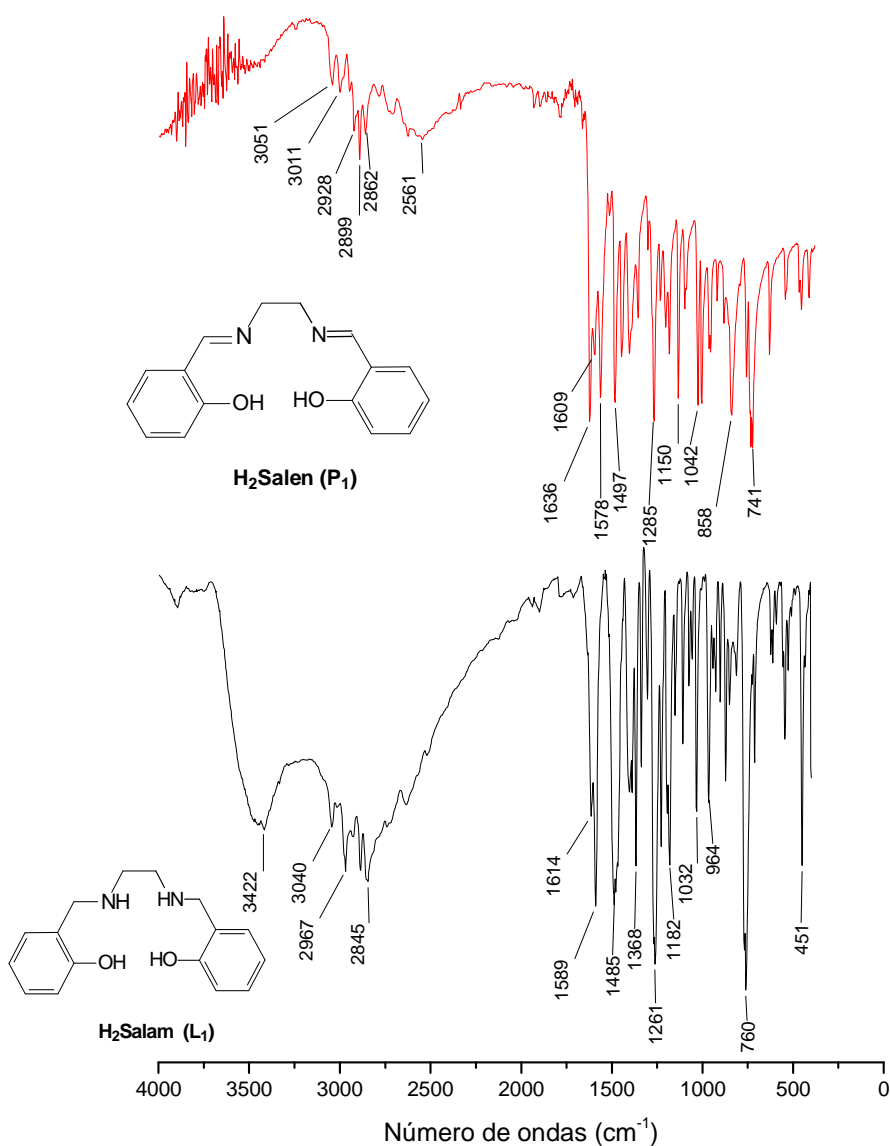 3051
3011
2928
2899
2862
2561
N
N
OH
HO
H₂Salen (P₁)
1609
1636
1578
1497
1285
1150
1042
858
741
3422
3040
2967
2845
1614
1589
1485
1368
1261
1182
1032
964
760
451
NH
HN
OH
HO
H₂Salam (L₁)
4000 3500 3000 2500 2000 1500 1000 500 0
Número de ondas (cm⁻¹)